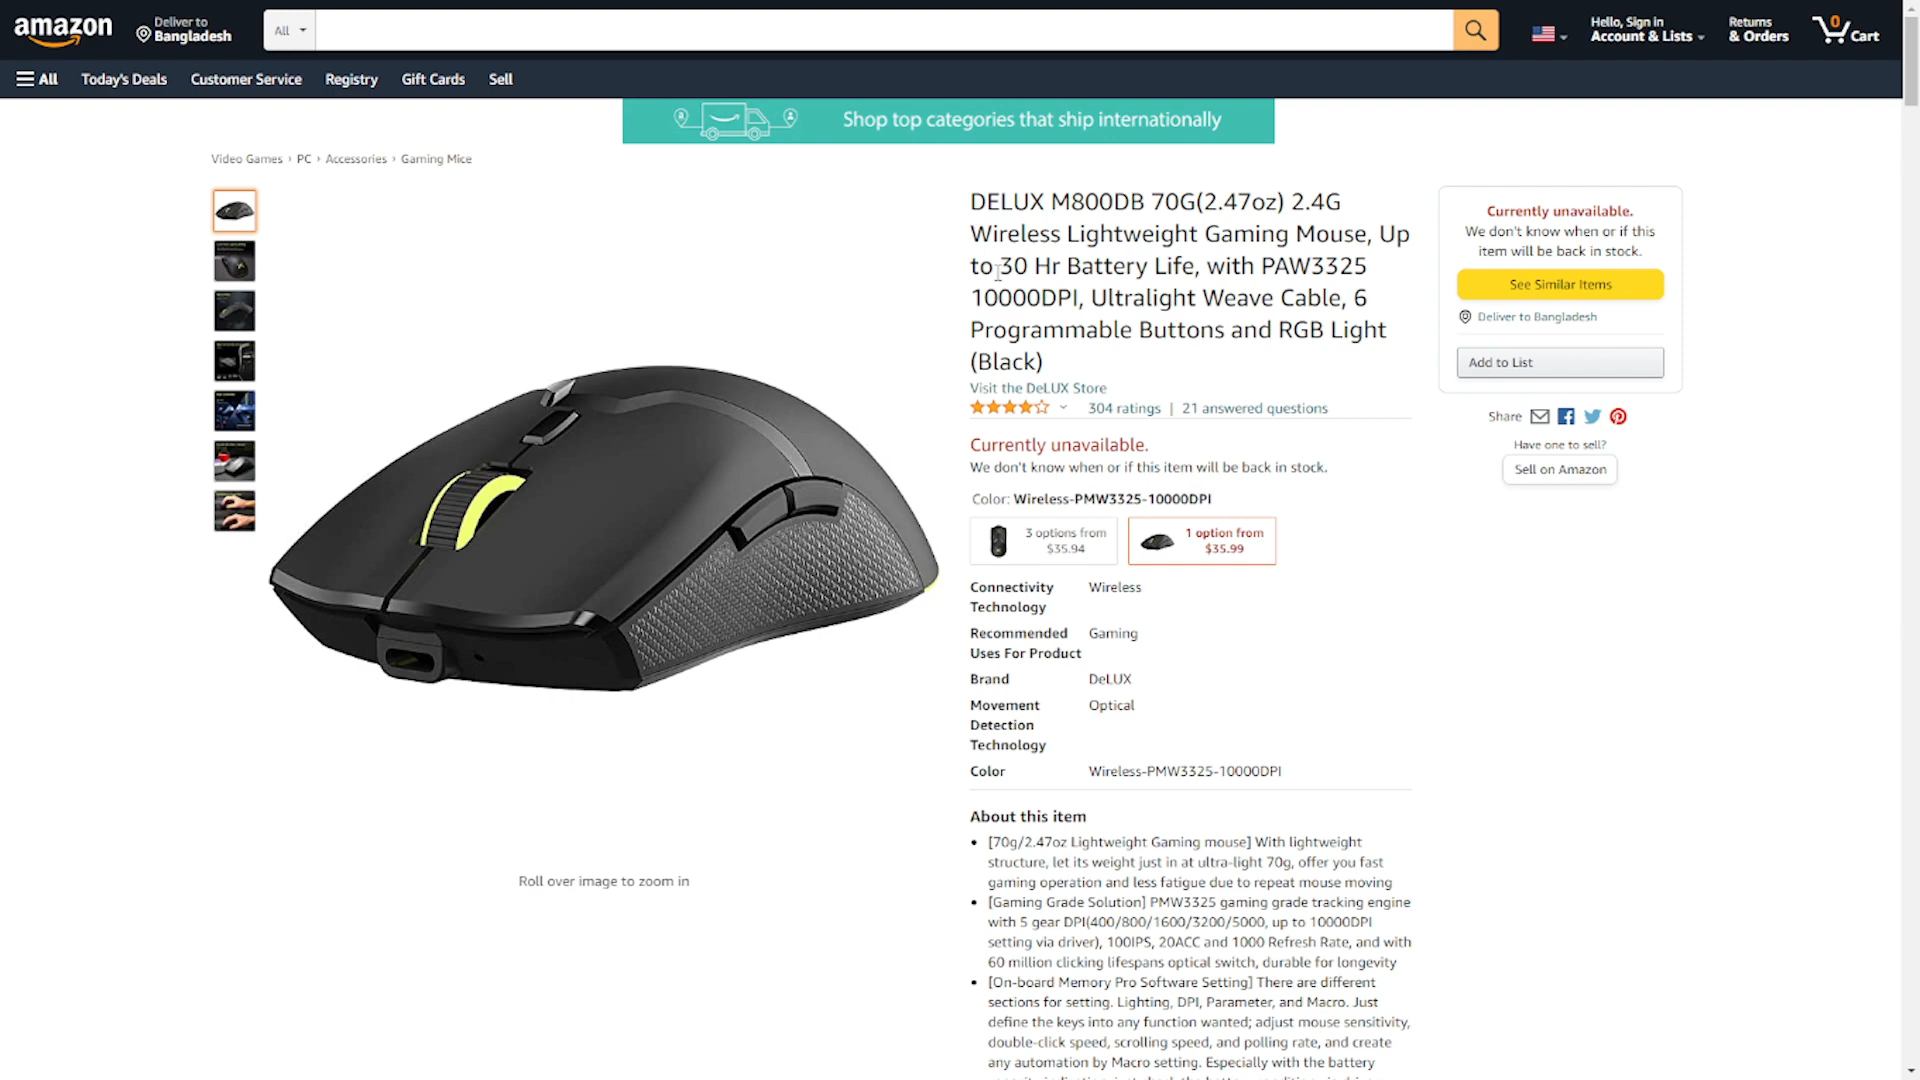 amazon
Deliver to
Bangladesh
All
Hello, Sign in
Account & Lists
Returns
& Orders
0
Cart
All
Today's Deals
Customer Service
Registry
Gift Cards
Sell
Shop top categories that ship internationally
Video Games › PC › Accessories › Gaming Mice
DELUX M800DB 70G(2.47oz) 2.4G
Wireless Lightweight Gaming Mouse, Up
to 30 Hr Battery Life, with PAW3325
10000DPI, Ultralight Weave Cable, 6
Programmable Buttons and RGB Light
(Black)
Visit the DeLUX Store
304 ratings | 21 answered questions
Currently unavailable.
We don't know when or if this item will be back in stock.
Color: Wireless-PMW3325-10000DPI
3 options from
$35.94
1 option from
$35.99
Connectivity
Technology
Wireless
Recommended
Uses For Product
Gaming
Brand
DeLUX
Movement
Detection
Technology
Optical
Color
Wireless-PMW3325-10000DPI
About this item
• [70g/2.47oz Lightweight Gaming mouse] With lightweight
structure, let its weight just in at ultra-light 70g, offer you fast
gaming operation and less fatigue due to repeat mouse moving
• [Gaming Grade Solution] PMW3325 gaming grade tracking engine
with 5 gear DPI(400/800/1600/3200/5000, up to 10000DPI
setting via driver), 100IPS, 20ACC and 1000 Refresh Rate, and with
60 million clicking lifespans optical switch, durable for longevity
• [On-board Memory Pro Software Setting] There are different
sections for setting. Lighting, DPI, Parameter, and Macro. Just
define the keys into any function wanted; adjust mouse sensitivity,
double-click speed, scrolling speed, and polling rate, and create
any automation by Macro setting. Especially with the battery
Roll over image to zoom in
Currently unavailable.
We don't know when or if this
item will be back in stock.
See Similar Items
Deliver to Bangladesh
Add to List
Share
Have one to sell?
Sell on Amazon